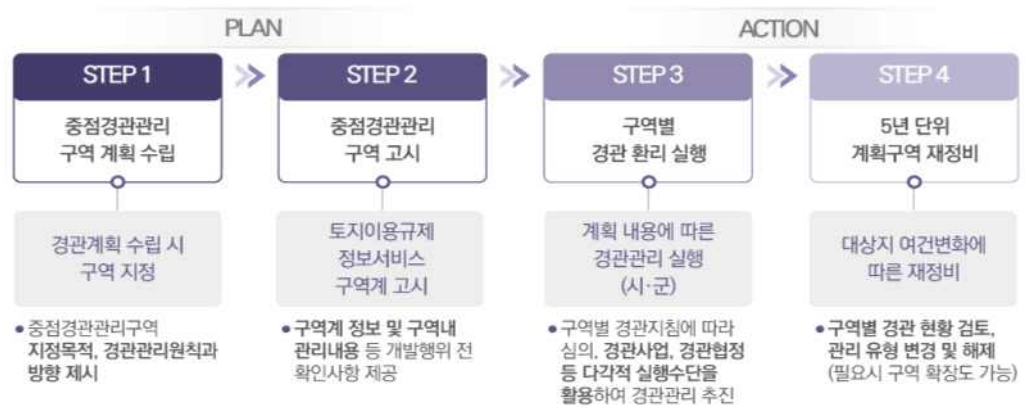 PLAN
ACTION
STEP 1
중점경관관리
구역 계획 수립
경관계획 수립 시
구역 지정
• 중점경관관리구역
지정목적, 경관관리원칙과
방향 제시
STEP 2
중점경관관리
구역 고시
토지이용규제
정보서비스
구역계 고시
• 구역계 정보 및 구역내
관리내용 등 개발행위 전
확인사항 제공
STEP 3
구역별
경관 환리 실행
계획 내용에 따른
경관관리 실행
(시·군)
• 구역별 경관지침에 따라
심의, 경관사업, 경관협정
등 다각적 실행수단을
활용하여 경관관리 추진
STEP 4
5년 단위
계획구역 재정비
대상지 여건변화에
따른 재정비
• 구역별 경관 현황 검토,
관리 유형 변경 및 해제
(필요시 구역 확장도 가능)